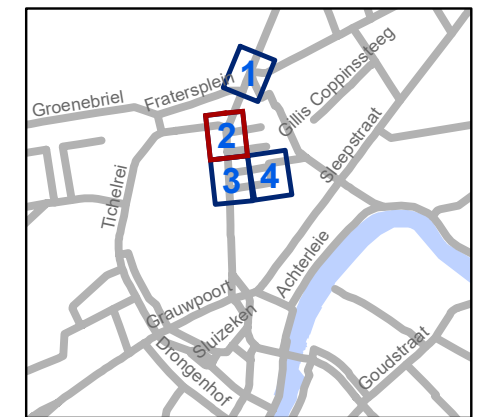 1
Groenebriel
Fratersplein
Gillis Coppinssteeg
2
Sleepstraat
3
4
Tichelrei
Achterleie
Grauwpoort
Sluizeken
Drongenhof
Goudstraat